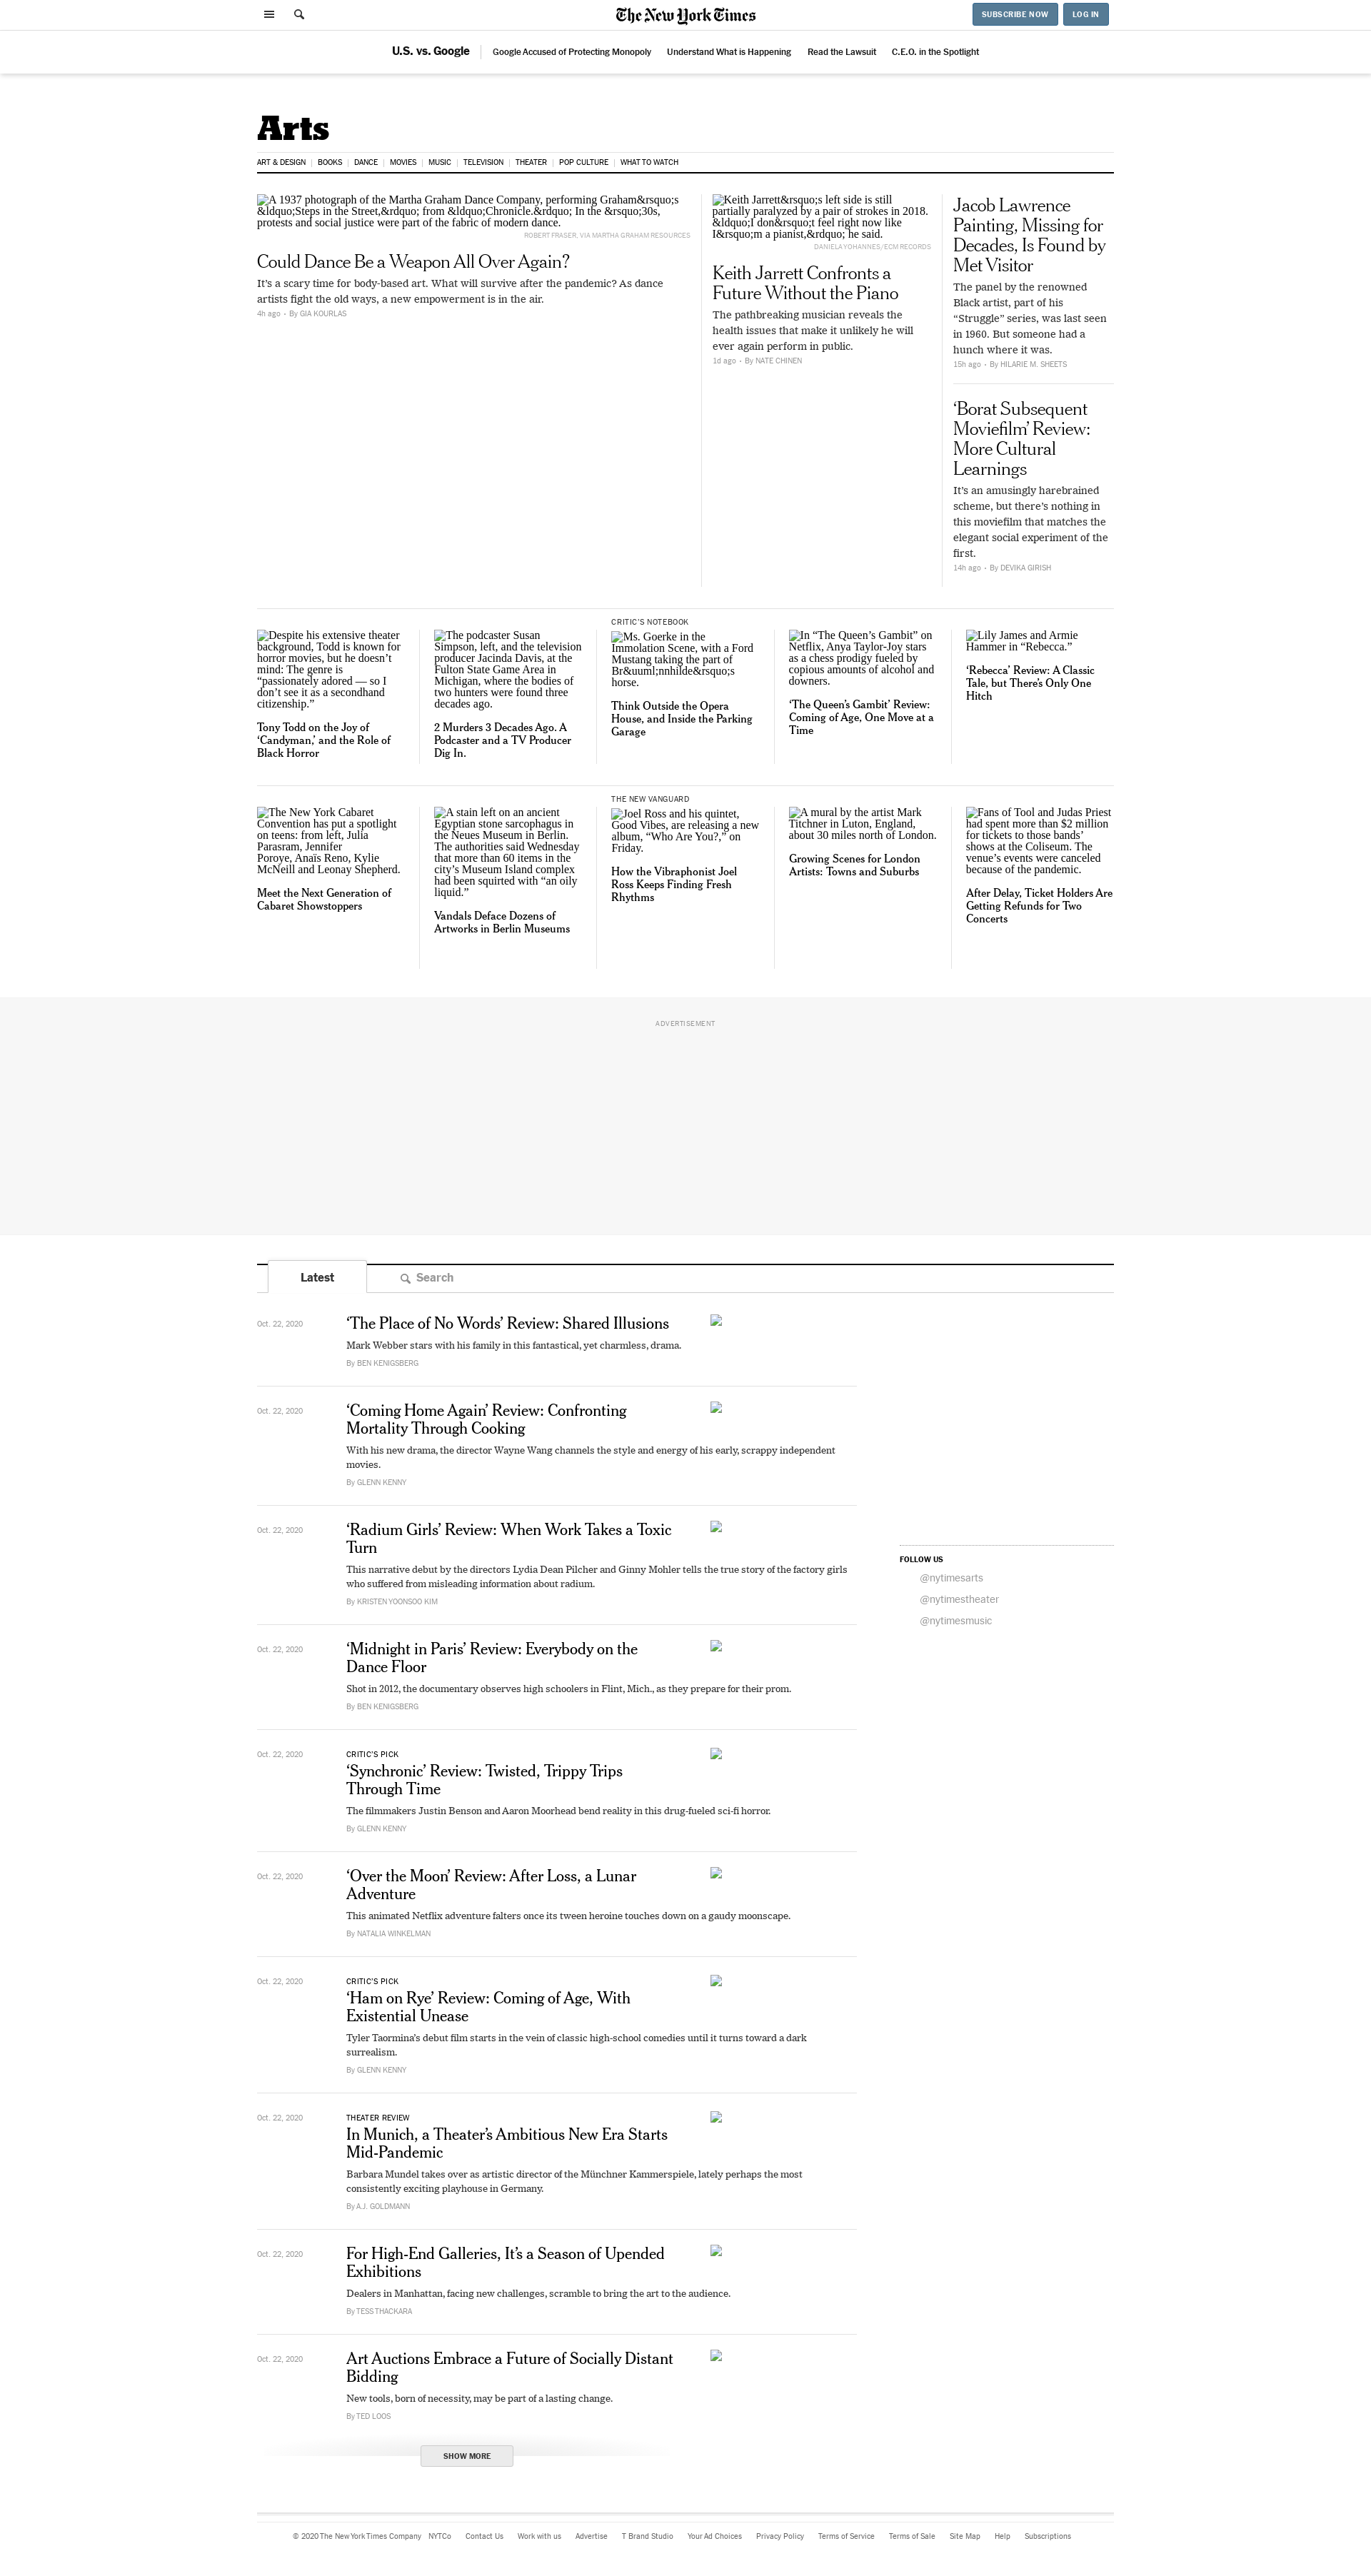 The New York Times
SUBSCRIBE NOW
LOG IN
U.S. vs. Google
Google Accused of Protecting Monopoly
Understand What is Happening
Read the Lawsuit
C.E.O. in the Spotlight
Arts
ART & DESIGN
BOOKS
DANCE
MOVIES
MUSIC
TELEVISION
THEATER
POP CULTURE
WHAT TO WATCH
A 1937 photograph of the Martha Graham Dance Company, performing Graham&rsquo;s
&ldquo;Steps in the Street,&rdquo; from &ldquo;Chronicle.&rdquo; In the &rsquo;30s,
protests and social justice were part of the fabric of modern dance.
ROBERT FRASER, VIA MARTHA GRAHAM RESOURCES
Could Dance Be a Weapon All Over Again?
It’s a scary time for body-based art. What will survive after the pandemic? As dance
artists fight the old ways, a new empowerment is in the air.
4h ago • By GIA KOURLAS
Keith Jarrett&rsquo;s left side is still
partially paralyzed by a pair of strokes in 2018.
&ldquo;I don&rsquo;t feel right now like
I&rsquo;m a pianist,&rdquo; he said.
DANIELA YOHANNES/ECM RECORDS
Keith Jarrett Confronts a
Future Without the Piano
The pathbreaking musician reveals the
health issues that make it unlikely he will
ever again perform in public.
1d ago • By NATE CHINEN
Jacob Lawrence
Painting, Missing for
Decades, Is Found by
Met Visitor
The panel by the renowned
Black artist, part of his
“Struggle” series, was last seen
in 1960. But someone had a
hunch where it was.
15h ago • By HILARIE M. SHEETS
‘Borat Subsequent
Moviefilm’ Review:
More Cultural
Learnings
It’s an amusingly harebrained
scheme, but there’s nothing in
this moviefilm that matches the
elegant social experiment of the
first.
14h ago • By DEVIKA GIRISH
Despite his extensive theater
background, Todd is known for
horror movies, but he doesn’t
mind: The genre is
“passionately adored — so I
don’t see it as a secondhand
citizenship.”
Tony Todd on the Joy of
‘Candyman,’ and the Role of
Black Horror
The podcaster Susan
Simpson, left, and the television
producer Jacinda Davis, at the
Fulton State Game Area in
Michigan, where the bodies of
two hunters were found three
decades ago.
2 Murders 3 Decades Ago. A
Podcaster and a TV Producer
Dig In.
CRITIC’S NOTEBOOK
Ms. Goerke in the
Immolation Scene, with a Ford
Mustang taking the part of
Br&uuml;nnhilde&rsquo;s
horse.
Think Outside the Opera
House, and Inside the Parking
Garage
In “The Queen’s Gambit” on
Netflix, Anya Taylor-Joy stars
as a chess prodigy fueled by
copious amounts of alcohol and
downers.
‘The Queen’s Gambit’ Review:
Coming of Age, One Move at a
Time
Lily James and Armie
Hammer in “Rebecca.”
‘Rebecca’ Review: A Classic
Tale, but There’s Only One
Hitch
The New York Cabaret
Convention has put a spotlight
on teens: from left, Julia
Parasram, Jennifer
Poroye, Anaïs Reno, Kylie
McNeill and Leonay Shepherd.
Meet the Next Generation of
Cabaret Showstoppers
A stain left on an ancient
Egyptian stone sarcophagus in
the Neues Museum in Berlin.
The authorities said Wednesday
that more than 60 items in the
city’s Museum Island complex
had been squirted with “an oily
liquid.”
Vandals Deface Dozens of
Artworks in Berlin Museums
THE NEW VANGUARD
Joel Ross and his quintet,
Good Vibes, are releasing a new
album, “Who Are You?,” on
Friday.
How the Vibraphonist Joel
Ross Keeps Finding Fresh
Rhythms
A mural by the artist Mark
Titchner in Luton, England,
about 30 miles north of London.
Growing Scenes for London
Artists: Towns and Suburbs
Fans of Tool and Judas Priest
had spent more than $2 million
for tickets to those bands’
shows at the Coliseum. The
venue’s events were canceled
because of the pandemic.
After Delay, Ticket Holders Are
Getting Refunds for Two
Concerts
ADVERTISEMENT
Latest
Search
Oct. 22, 2020
‘The Place of No Words’ Review: Shared Illusions
Mark Webber stars with his family in this fantastical, yet charmless, drama.
By BEN KENIGSBERG
Oct. 22, 2020
‘Coming Home Again’ Review: Confronting
Mortality Through Cooking
With his new drama, the director Wayne Wang channels the style and energy of his early, scrappy independent
movies.
By GLENN KENNY
Oct. 22, 2020
‘Radium Girls’ Review: When Work Takes a Toxic
Turn
This narrative debut by the directors Lydia Dean Pilcher and Ginny Mohler tells the true story of the factory girls
who suffered from misleading information about radium.
By KRISTEN YOONSOO KIM
FOLLOW US
@nytimesarts
@nytimestheater
@nytimesmusic
Oct. 22, 2020
‘Midnight in Paris’ Review: Everybody on the
Dance Floor
Shot in 2012, the documentary observes high schoolers in Flint, Mich., as they prepare for their prom.
By BEN KENIGSBERG
Oct. 22, 2020
CRITIC’S PICK
‘Synchronic’ Review: Twisted, Trippy Trips
Through Time
The filmmakers Justin Benson and Aaron Moorhead bend reality in this drug-fueled sci-fi horror.
By GLENN KENNY
Oct. 22, 2020
‘Over the Moon’ Review: After Loss, a Lunar
Adventure
This animated Netflix adventure falters once its tween heroine touches down on a gaudy moonscape.
By NATALIA WINKELMAN
Oct. 22, 2020
CRITIC’S PICK
‘Ham on Rye’ Review: Coming of Age, With
Existential Unease
Tyler Taormina’s debut film starts in the vein of classic high-school comedies until it turns toward a dark
surrealism.
By GLENN KENNY
Oct. 22, 2020
THEATER REVIEW
In Munich, a Theater’s Ambitious New Era Starts
Mid-Pandemic
Barbara Mundel takes over as artistic director of the Münchner Kammerspiele, lately perhaps the most
consistently exciting playhouse in Germany.
By A.J. GOLDMANN
Oct. 22, 2020
For High-End Galleries, It’s a Season of Upended
Exhibitions
Dealers in Manhattan, facing new challenges, scramble to bring the art to the audience.
By TESS THACKARA
Oct. 22, 2020
Art Auctions Embrace a Future of Socially Distant
Bidding
New tools, born of necessity, may be part of a lasting change.
By TED LOOS
SHOW MORE
© 2020 The New York Times Company
NYTCo
Contact Us
Work with us
Advertise
T Brand Studio
Your Ad Choices
Privacy Policy
Terms of Service
Terms of Sale
Site Map
Help
Subscriptions